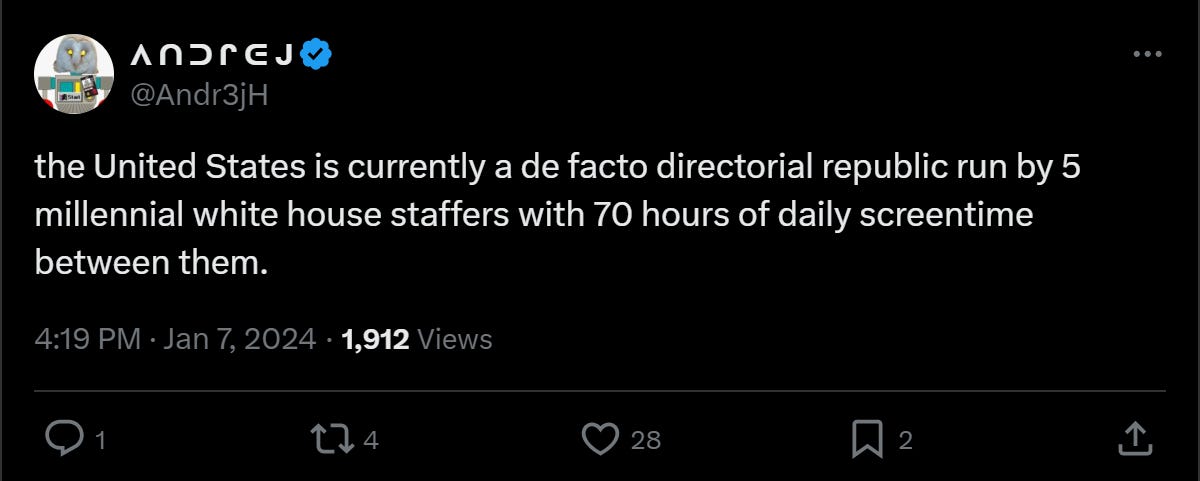 ΛՈƆՐЄJ
@Andr3jH
the United States is currently a de facto directorial republic run by 5
millennial white house staffers with 70 hours of daily screentime
between them.
4:19 PM · Jan 7, 2024 · 1,912 Views
1 4 28 2